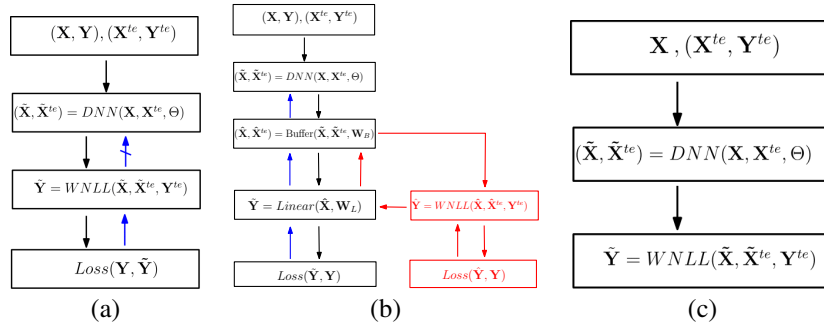 (X, Y), (X^{te}, Y^{te})
(X̃, X̃^{te}) = DNN(X, X^{te}, Θ)
Ỹ = WNLL(X̃, X̃^{te}, Y^{te})
Loss(Y, Ỹ)
(a)
(X, Y), (X^{te}, Y^{te})
(X̃, X̃^{te}) = DNN(X, X^{te}, Θ)
(X̂, X̂^{te}) = Buffer(X̃, X̃^{te}, W_B)
Ỹ = Linear(X̂, W_L)
Ŷ = WNLL(X̂, X̂^{te}, Y^{te})
Loss(Ỹ, Y)
Loss(Ŷ, Y)
(b)
X , (X^{te}, Y^{te})
(X̃, X̃^{te}) = DNN(X, X^{te}, Θ)
Ỹ = WNLL(X̃, X̃^{te}, Y^{te})
(c)